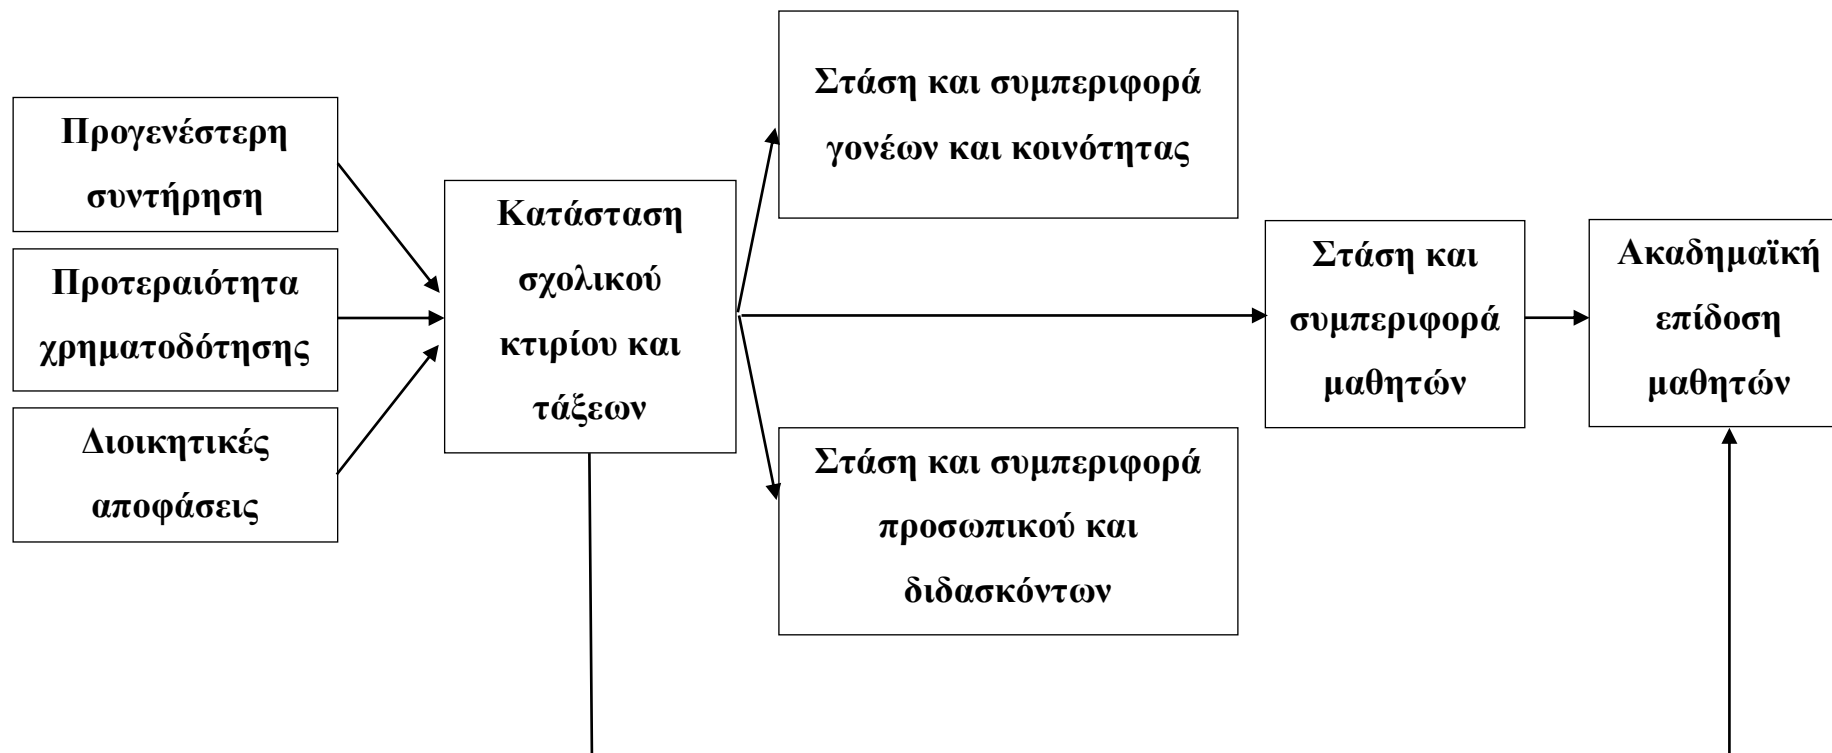 Προγενέστερη
συντήρηση
Προτεραιότητα
χρηματοδότησης
Διοικητικές
αποφάσεις
Κατάσταση
σχολικού
κτιρίου και
τάξεων
Στάση και συμπεριφορά
γονέων και κοινότητας
Στάση και συμπεριφορά
προσωπικού και
διδασκόντων
Στάση και
συμπεριφορά
μαθητών
Ακαδημαϊκή
επίδοση
μαθητών